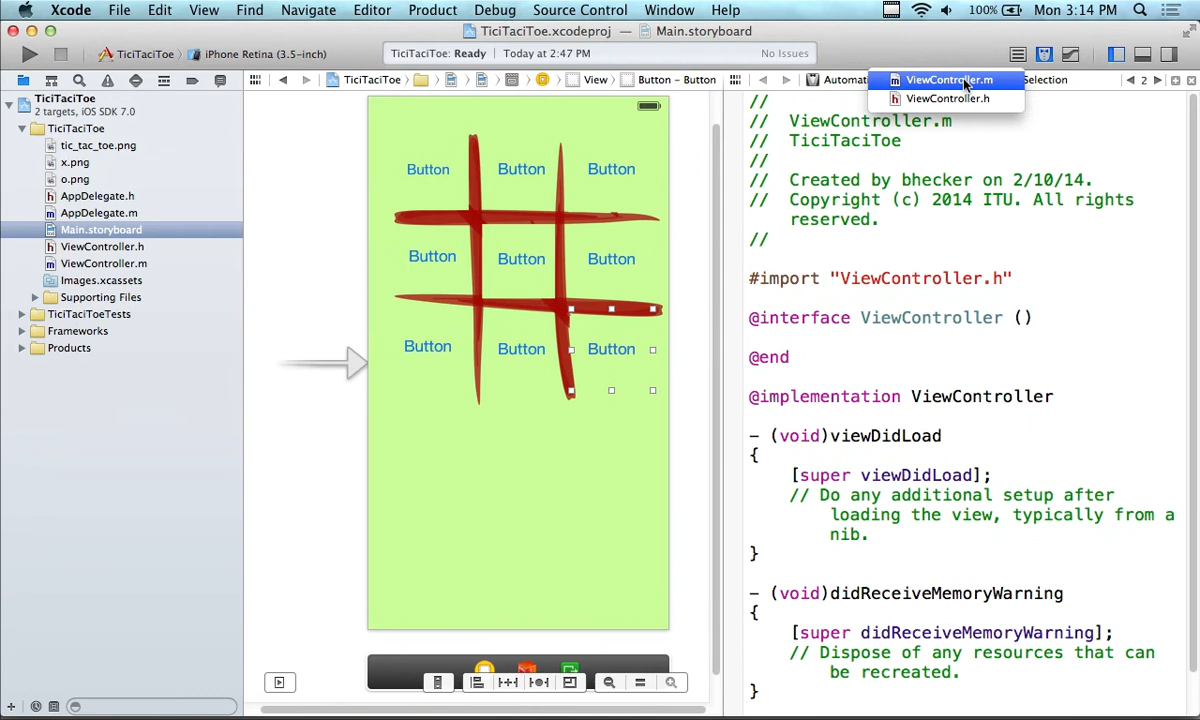 Xcode File Edit View Find Navigate Editor Product Debug Source Control Window Help 100% Mon 3:14 PM
TiciTaciToe.xcodeproj — Main.storyboard
TiciTaciToe iPhone Retina (3.5-inch) TiciTaciToe: Ready Today at 2:47 PM No Issues
TiciTaciToe View Button - Button Automat ViewController.m Selection 2
ViewController.h
TiciTaciToe
2 targets, iOS SDK 7.0
TiciTaciToe
tic_tac_toe.png
x.png
o.png
AppDelegate.h
AppDelegate.m
Main.storyboard
ViewController.h
ViewController.m
Images.xcassets
Supporting Files
TiciTaciToeTests
Frameworks
Products
Button Button Button
Button Button Button
Button Button Button
//
// ViewController.m
// TiciTaciToe
//
// Created by bhecker on 2/10/14.
// Copyright (c) 2014 ITU. All rights
reserved.
//
#import "ViewController.h"
@interface ViewController ()
@end
@implementation ViewController
- (void)viewDidLoad
{
[super viewDidLoad];
// Do any additional setup after
loading the view, typically from a
nib.
}
- (void)didReceiveMemoryWarning
{
[super didReceiveMemoryWarning];
// Dispose of any resources that can
be recreated.
}